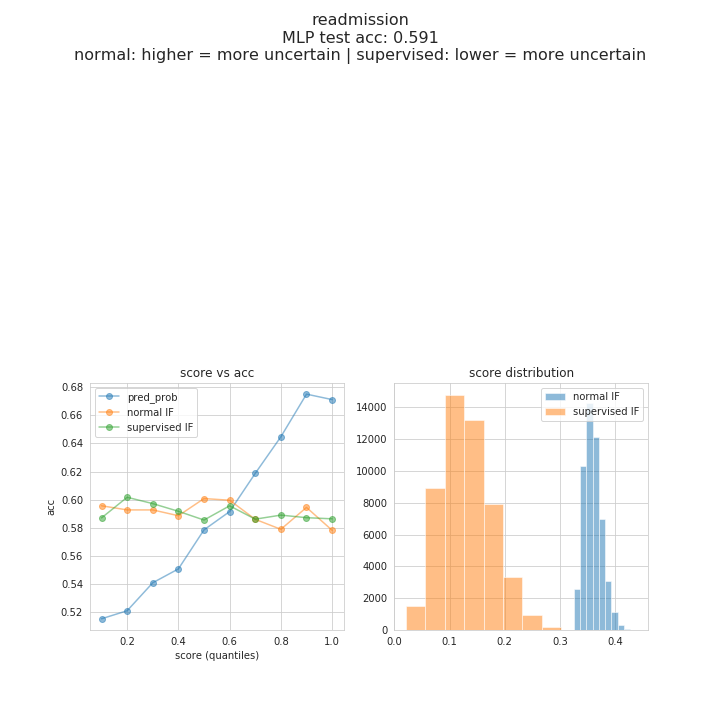 readmission
MLP test acc: 0.591
normal: higher = more uncertain | supervised: lower = more uncertain
score vs acc
pred_prob
normal IF
supervised IF
0.68
0.66
0.64
0.62
0.60
0.58
0.56
0.54
0.52
acc
0.2 0.4 0.6 0.8 1.0
score (quantiles)
score distribution
normal IF
supervised IF
14000
12000
10000
8000
6000
4000
2000
0
0.0 0.1 0.2 0.3 0.4